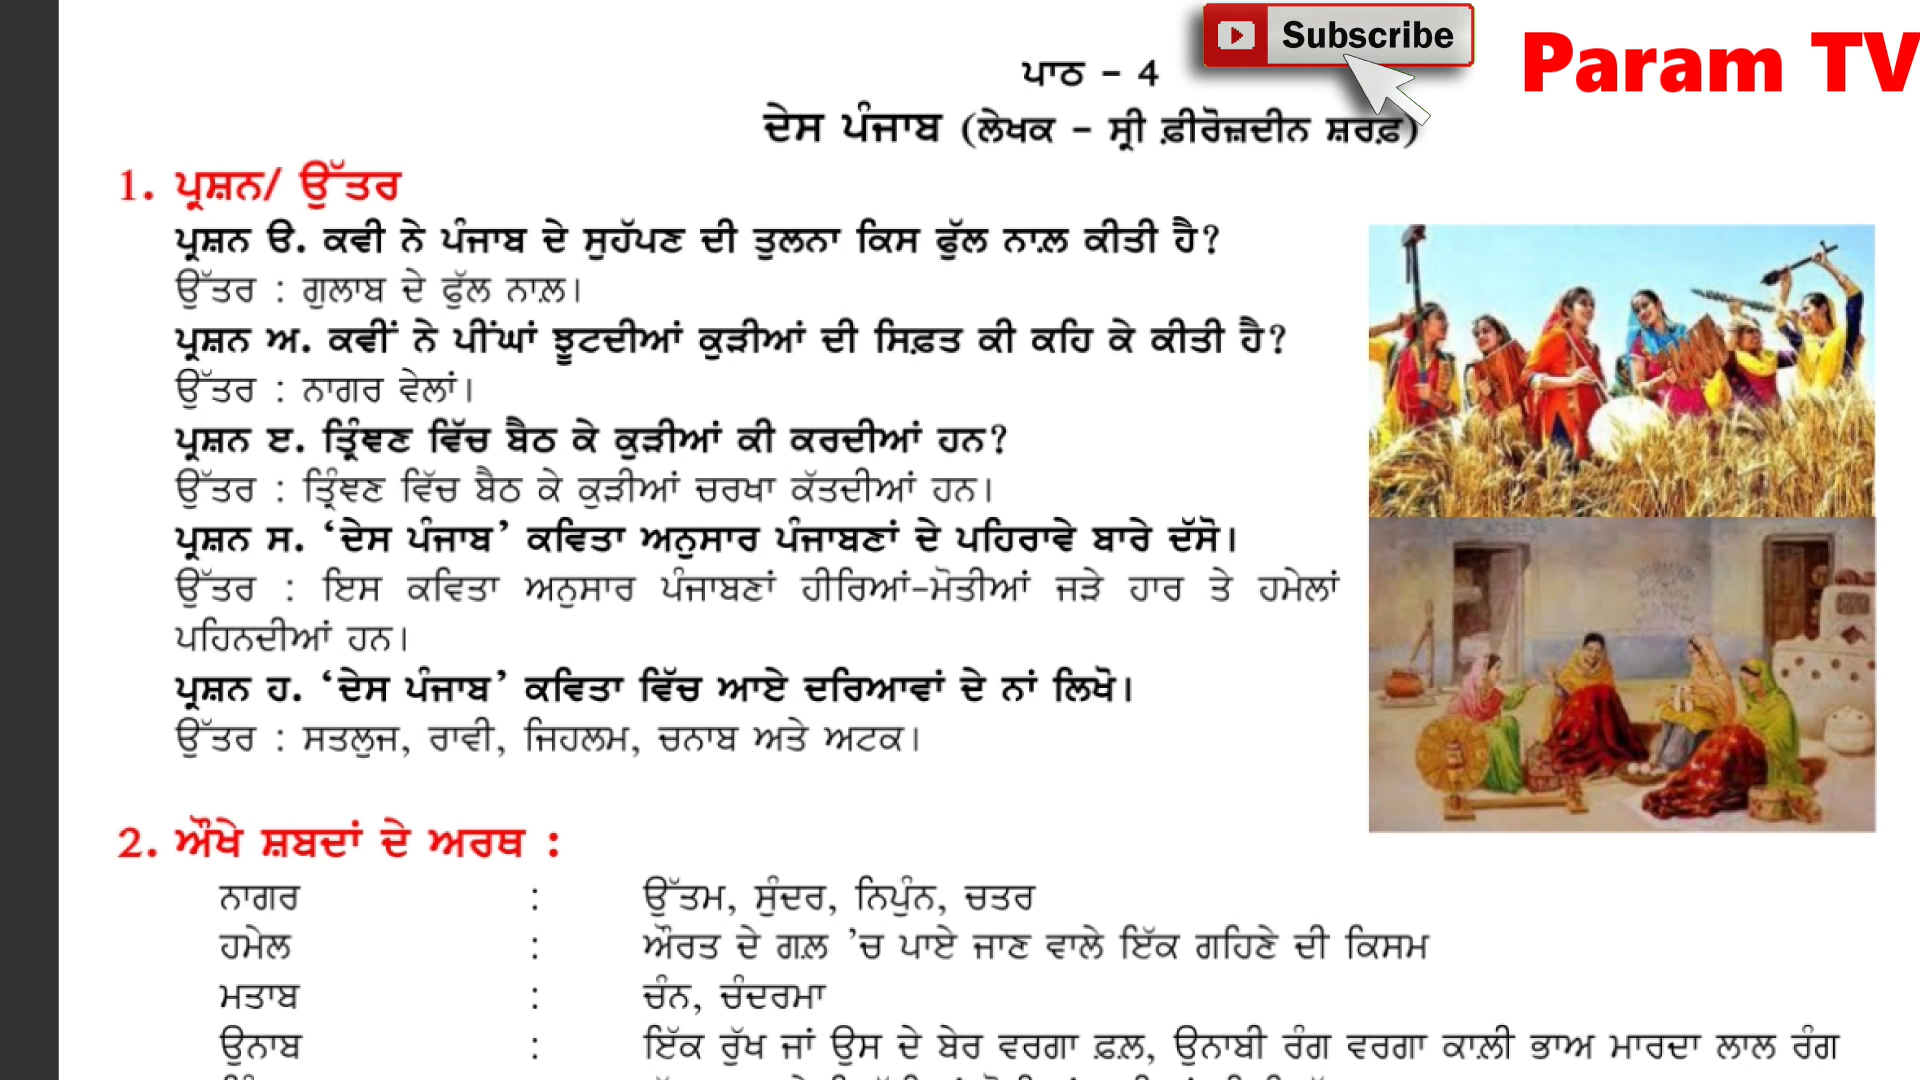 Subscribe
Param TV
ਪਾਠ – 4
ਦੇਸ ਪੰਜਾਬ (ਲੇਖਕ – ਸ੍ਰੀ ਫ਼ੀਰੋਜ਼ਦੀਨ ਸ਼ਰਫ਼)
1. ਪ੍ਰਸ਼ਨ/ ਉੱਤਰ
ਪ੍ਰਸ਼ਨ ੳ. ਕਵੀ ਨੇ ਪੰਜਾਬ ਦੇ ਸੁਹੱਪਣ ਦੀ ਤੁਲਨਾ ਕਿਸ ਫੁੱਲ ਨਾਲ਼ ਕੀਤੀ ਹੈ?
ਉੱਤਰ : ਗੁਲਾਬ ਦੇ ਫੁੱਲ ਨਾਲ਼।
ਪ੍ਰਸ਼ਨ ਅ. ਕਵੀਂ ਨੇ ਪੀਂਘਾਂ ਝੂਟਦੀਆਂ ਕੁੜੀਆਂ ਦੀ ਸਿਫ਼ਤ ਕੀ ਕਹਿ ਕੇ ਕੀਤੀ ਹੈ?
ਉੱਤਰ : ਨਾਗਰ ਵੇਲਾਂ।
ਪ੍ਰਸ਼ਨ ੲ. ਤ੍ਰਿੰਞਣ ਵਿੱਚ ਬੈਠ ਕੇ ਕੁੜੀਆਂ ਕੀ ਕਰਦੀਆਂ ਹਨ?
ਉੱਤਰ : ਤ੍ਰਿੰਞਣ ਵਿੱਚ ਬੈਠ ਕੇ ਕੁੜੀਆਂ ਚਰਖਾ ਕੱਤਦੀਆਂ ਹਨ।
ਪ੍ਰਸ਼ਨ ਸ. ‘ਦੇਸ ਪੰਜਾਬ’ ਕਵਿਤਾ ਅਨੁਸਾਰ ਪੰਜਾਬਣਾਂ ਦੇ ਪਹਿਰਾਵੇ ਬਾਰੇ ਦੱਸੋ।
ਉੱਤਰ : ਇਸ ਕਵਿਤਾ ਅਨੁਸਾਰ ਪੰਜਾਬਣਾਂ ਹੀਰਿਆਂ-ਮੋਤੀਆਂ ਜੜੇ ਹਾਰ ਤੇ ਹਮੇਲਾਂ
ਪਹਿਨਦੀਆਂ ਹਨ।
ਪ੍ਰਸ਼ਨ ਹ. ‘ਦੇਸ ਪੰਜਾਬ’ ਕਵਿਤਾ ਵਿੱਚ ਆਏ ਦਰਿਆਵਾਂ ਦੇ ਨਾਂ ਲਿਖੋ।
ਉੱਤਰ : ਸਤਲੁਜ, ਰਾਵੀ, ਜਿਹਲਮ, ਚਨਾਬ ਅਤੇ ਅਟਕ।
2. ਔਖੇ ਸ਼ਬਦਾਂ ਦੇ ਅਰਥ :
ਨਾਗਰ : ਉੱਤਮ, ਸੁੰਦਰ, ਨਿਪੁੰਨ, ਚਤਰ
ਹਮੇਲ : ਔਰਤ ਦੇ ਗਲ਼ ’ਚ ਪਾਏ ਜਾਣ ਵਾਲੇ ਇੱਕ ਗਹਿਣੇ ਦੀ ਕਿਸਮ
ਮਤਾਬ : ਚੰਨ, ਚੰਦਰਮਾ
ਉਨਾਬ : ਇੱਕ ਰੁੱਖ ਜਾਂ ਉਸ ਦੇ ਬੇਰ ਵਰਗਾ ਫ਼ਲ਼, ਉਨਾਬੀ ਰੰਗ ਵਰਗਾ ਕਾਲ਼ੀ ਭਾਅ ਮਾਰਦਾ ਲਾਲ ਰੰਗ